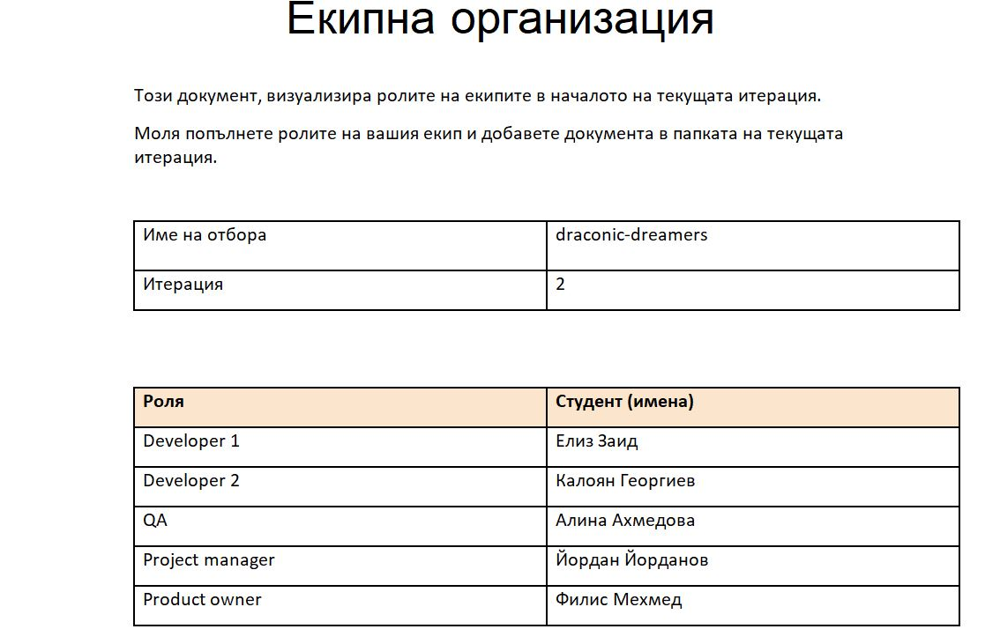 Екипна организация
Този документ, визуализира ролите на екипите в началото на текущата итерация.
Моля попълнете ролите на вашия екип и добавете документа в папката на текущата
итерация.
Име на отбора draconic-dreamers
Итерация 2
Роля Студент (имена)
Developer 1 Елиз Заид
Developer 2 Калоян Георгиев
QA Алина Ахмедова
Project manager Йордан Йорданов
Product owner Филис Мехмед